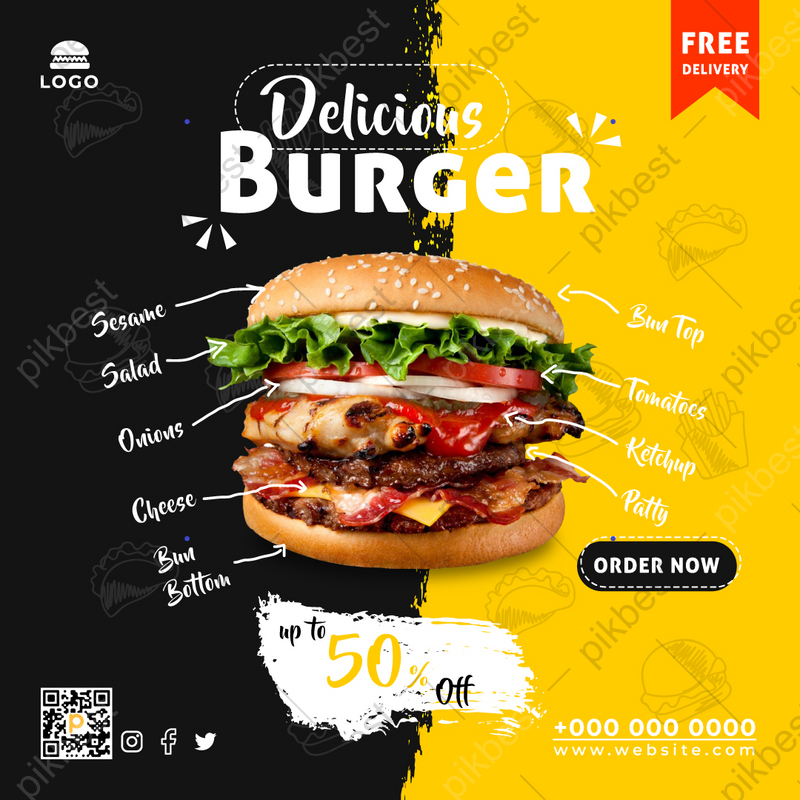 LOGO
FREE
DELIVERY
Delicious
BURGER
Sesame
Bun Top
Salad
Tomatoes
Onions
Ketchup
Cheese
Patty
Bun
Bottom
ORDER NOW
up to
50% Off
+000 000 0000
www.website.com
pikbest